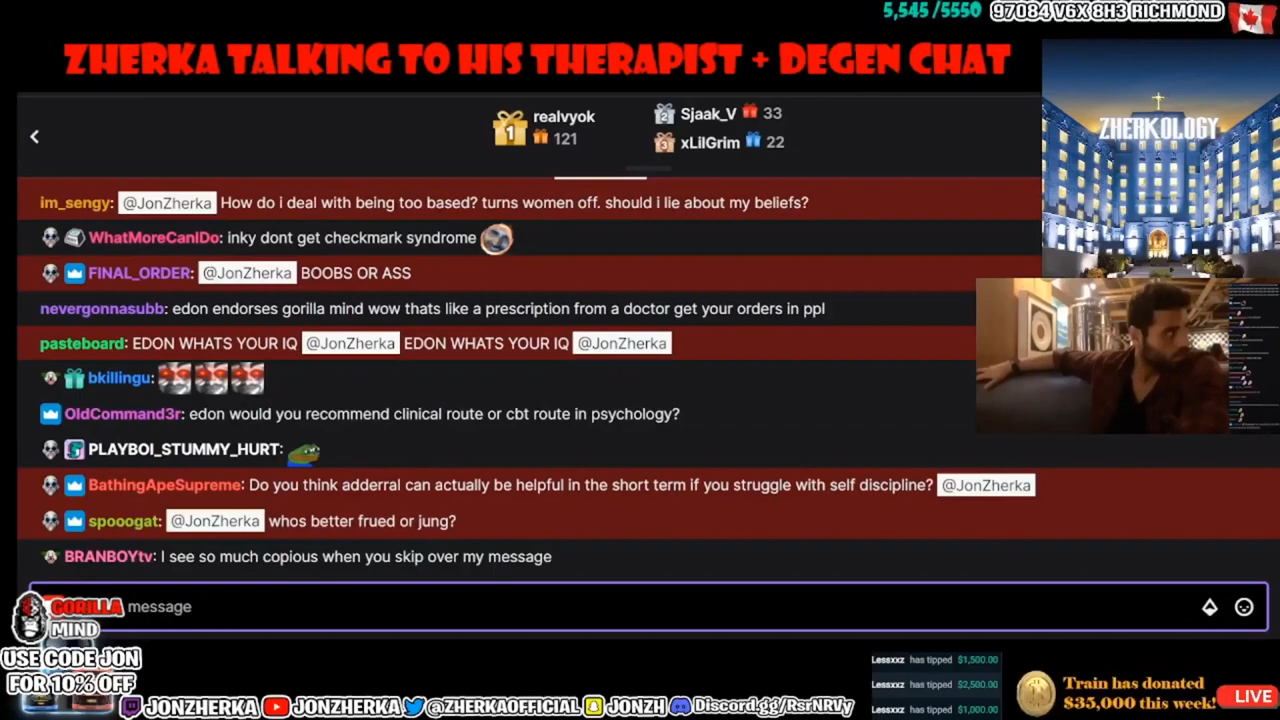 5,545 /5550
97084 V6X 8H3 RICHMOND
ZHERKA TALKING TO HIS THERAPIST + DEGEN CHAT
ZHERKOLOGY
1 realvyok 121
2 Sjaak_V 33
3 xLilGrim 22
im_sengy: @JonZherka How do i deal with being too based? turns women off. should i lie about my beliefs?
WhatMoreCanIDo: inky dont get checkmark syndrome
FINAL_ORDER: @JonZherka BOOBS OR ASS
nevergonnasubb: edon endorses gorilla mind wow thats like a prescription from a doctor get your orders in ppl
pasteboard: EDON WHATS YOUR IQ @JonZherka EDON WHATS YOUR IQ @JonZherka
bkillingu:
OldCommand3r: edon would you recommend clinical route or cbt route in psychology?
PLAYBOI_STUMMY_HURT:
BathingApeSupreme: Do you think adderral can actually be helpful in the short term if you struggle with self discipline? @JonZherka
spooogat: @JonZherka whos better frued or jung?
BRANBOYtv: I see so much copious when you skip over my message
message
GORILLA
MIND
USE CODE JON
FOR 10% OFF
JONZHERKA JONZHERKA @ZHERKAOFFICIAL JONZH Discord.gg/RsrNRVy
Lessxxz has tipped $1,500.00
Lessxxz has tipped $2,500.00
Lessxxz has tipped $1,000.00
Train has donated
$35,000 this week!
LIVE